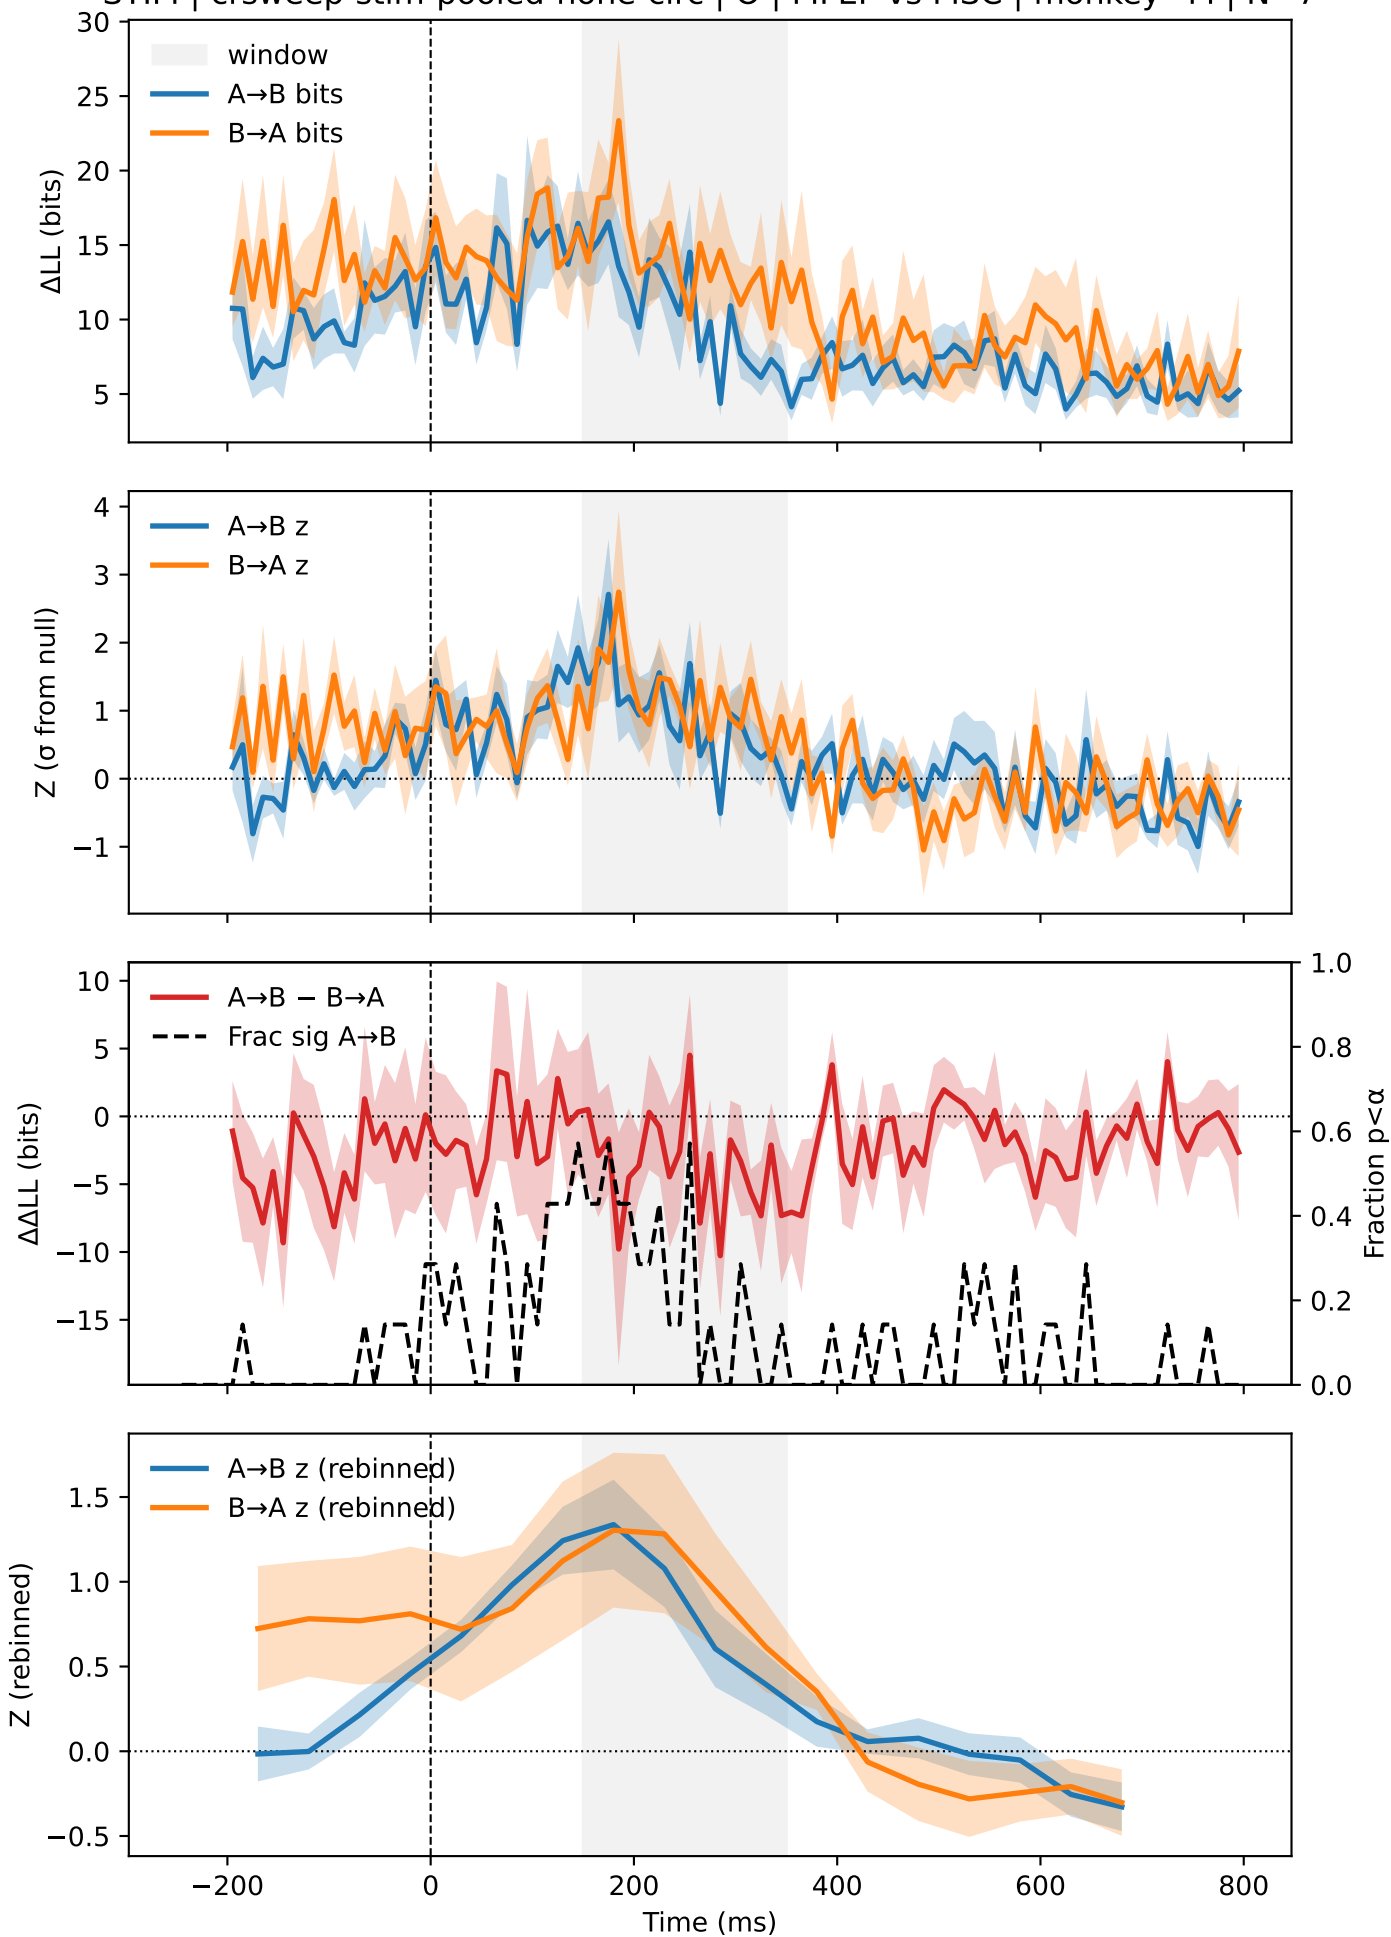 30
25
20
15
10
5
ΔLL (bits)
window
A→B bits
B→A bits
4
3
2
1
0
−1
Z (σ from null)
A→B z
B→A z
10
5
0
−5
−10
−15
ΔΔLL (bits)
A→B − B→A
Frac sig A→B
1.0
0.8
0.6
0.4
0.2
0.0
Fraction p<α
1.5
1.0
0.5
0.0
−0.5
Z (rebinned)
A→B z (rebinned)
B→A z (rebinned)
−200 0 200 400 600 800
Time (ms)